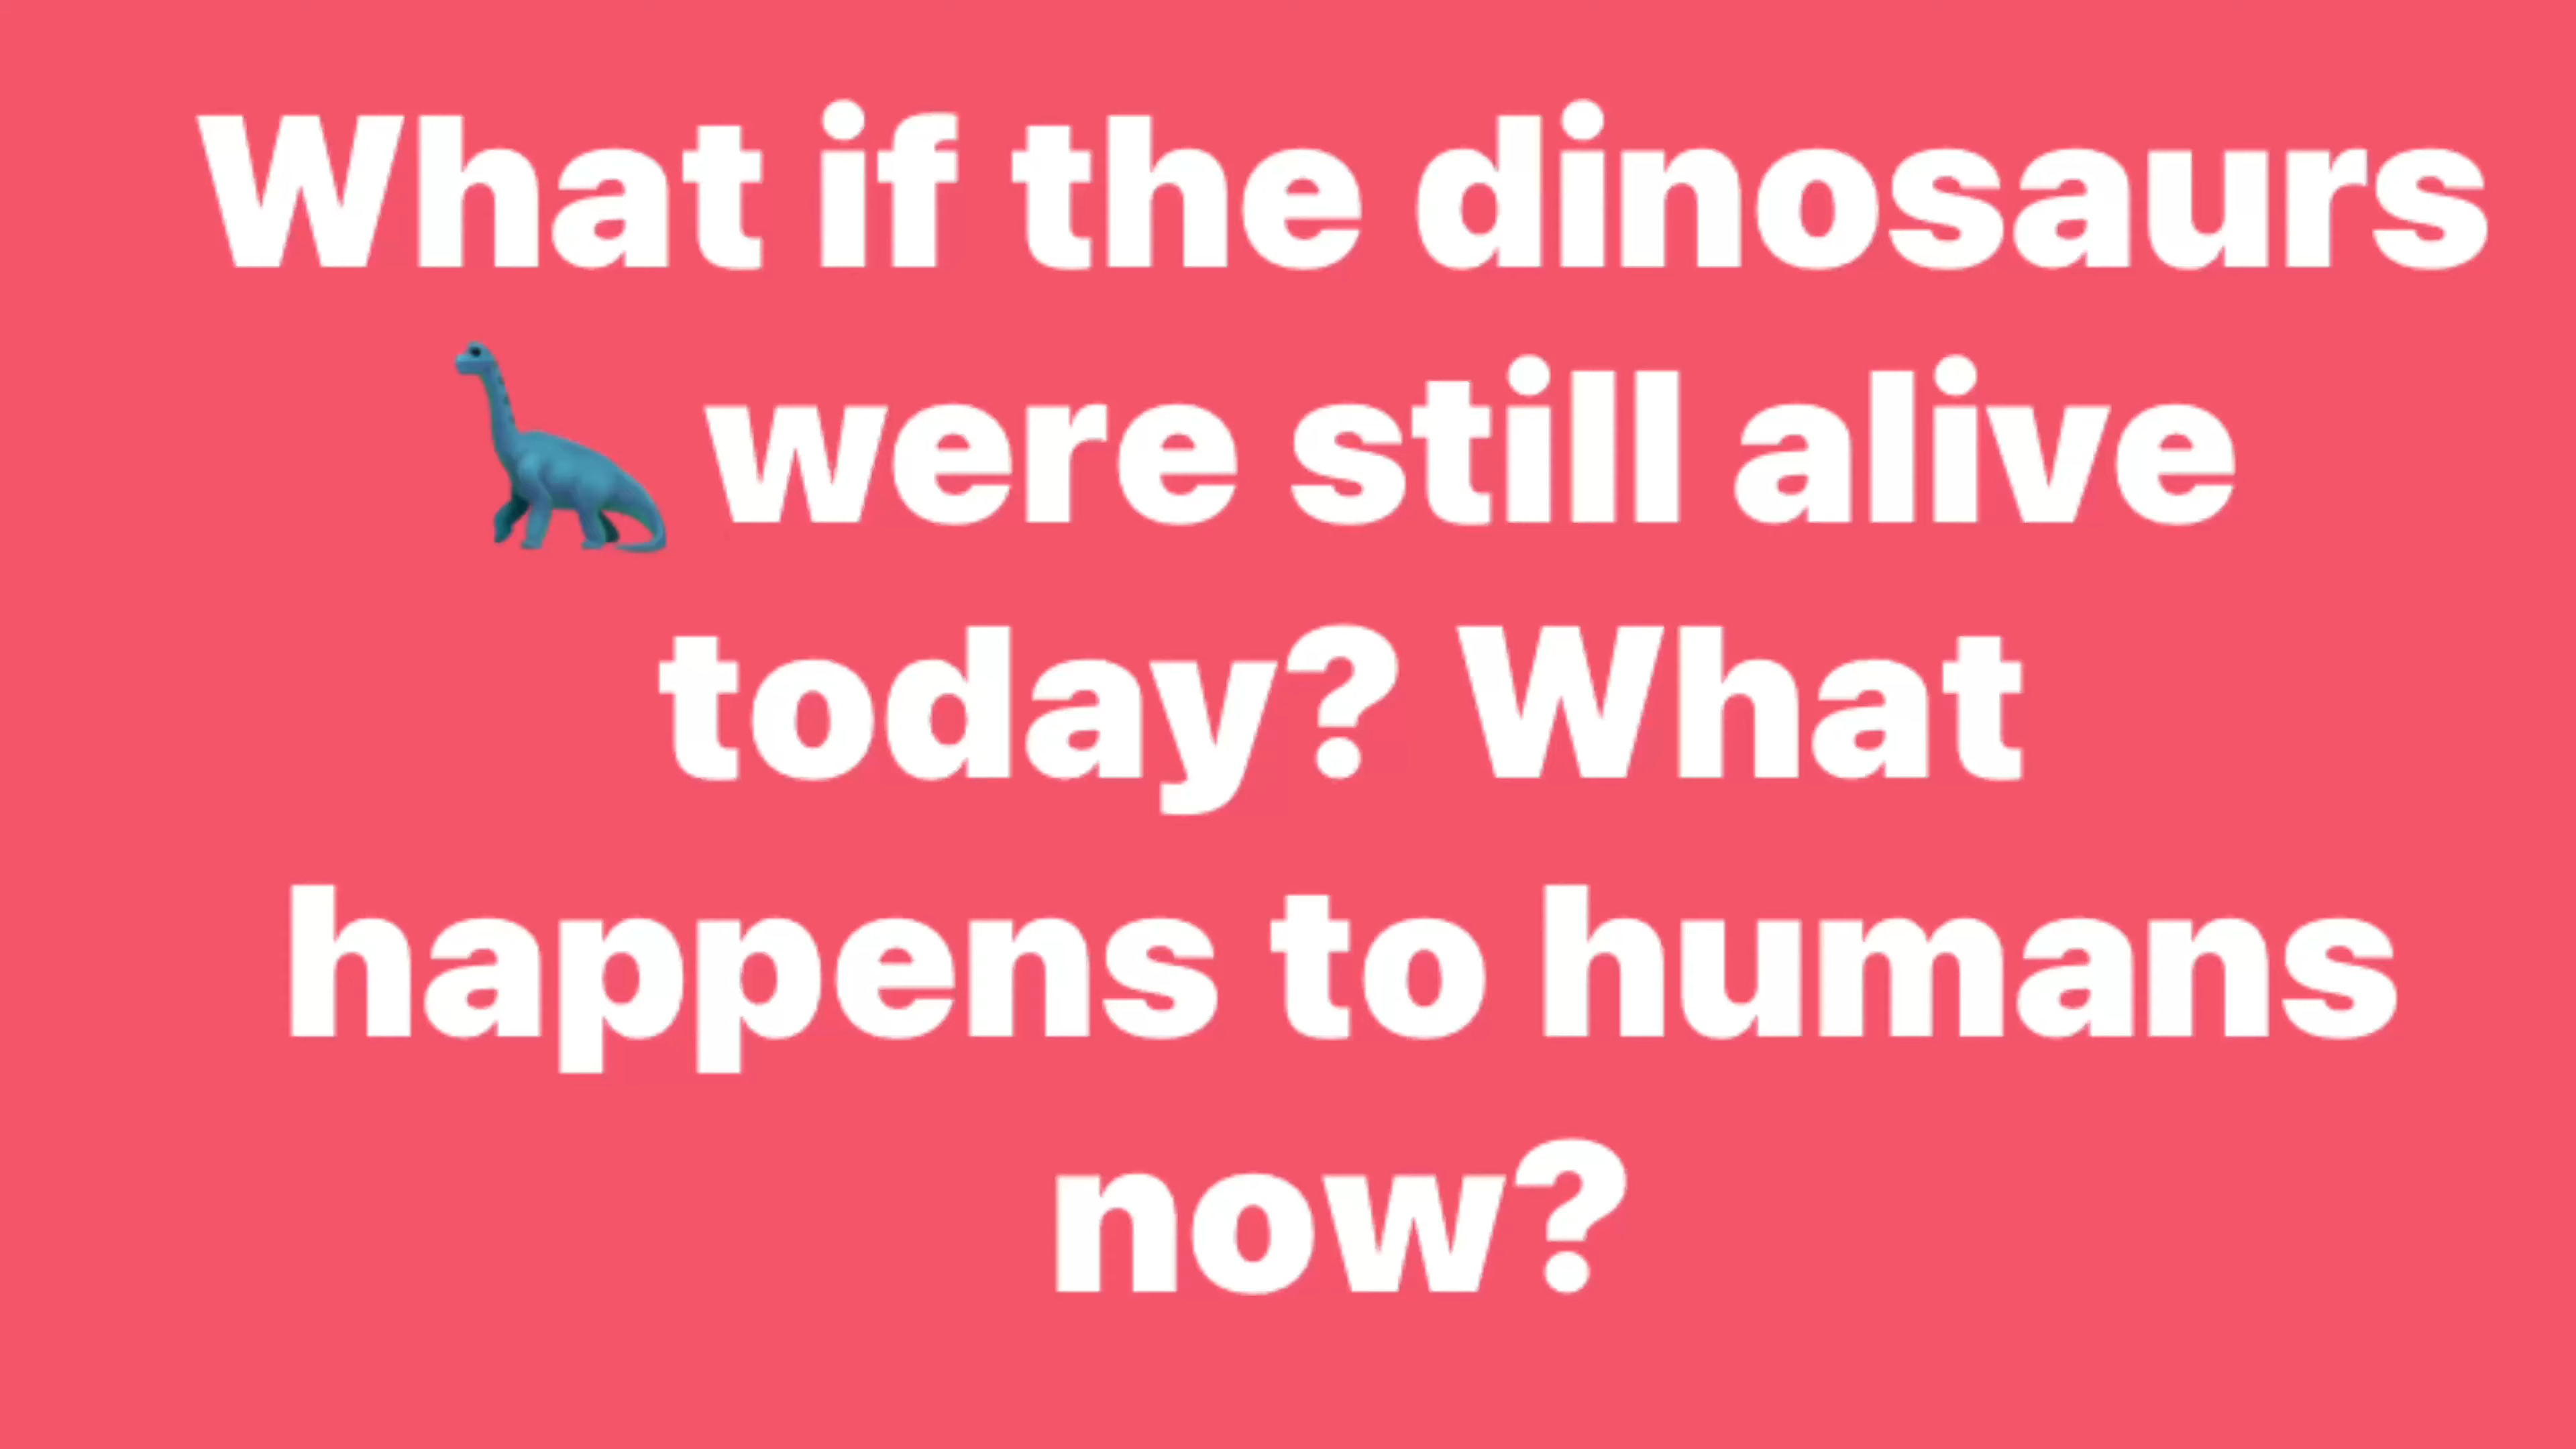 What if the dinosaurs
🦕 were still alive
today? What
happens to humans
now?